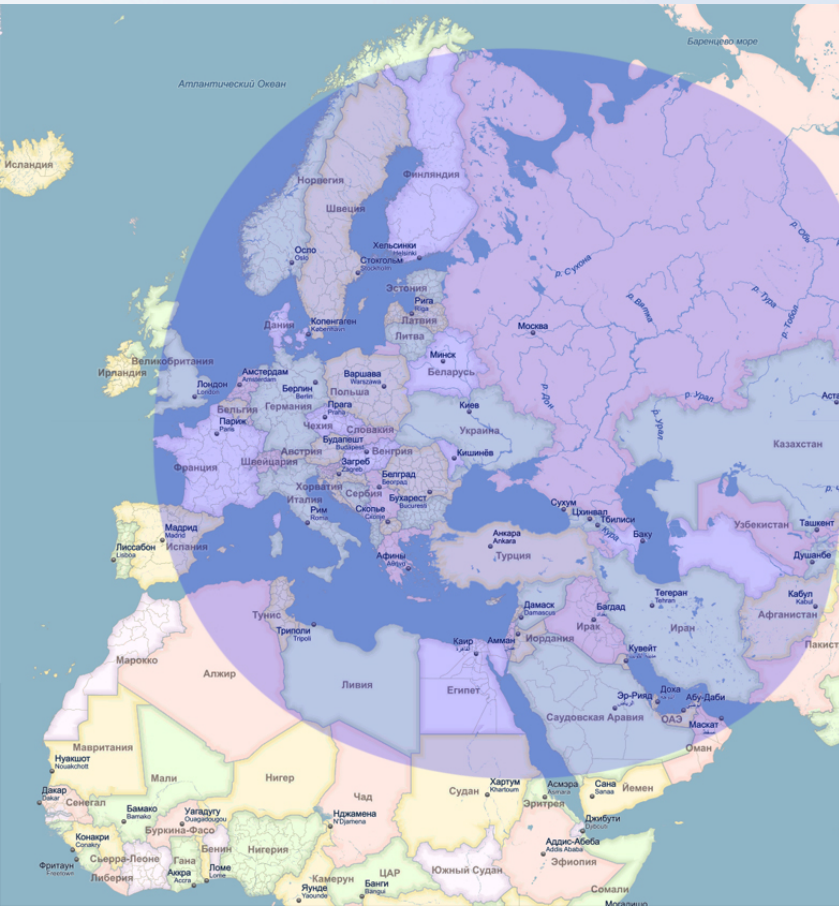 Баренцево море
Атлантический Океан
Исландия
Норвегия
Финляндия
Швеция
р. Обь
Осло
Oslo
Хельсинки
Helsinki
Стокгольм
Stockholm
р. Сухона
Эстония
р. Вятка
р. Тура
р. Тобол
Рига
Riga
Дания
Копенгаген
København
Латвия
Москва
Литва
Великобритания
Ирландия
Минск
Беларусь
Амстердам
Amsterdam
Варшава
Warszawa
Лондон
London
Берлин
Berlin
Польша
р. Дон
р. Урал
Аста
Бельгия
Германия
Прага
Praha
Киев
р. Урал
Париж
Paris
Чехия
Словакия
Украина
Казахстан
Будапешт
Budapest
Австрия
Венгрия
Кишинёв
Франция
Швейцария
Загреб
Zagreb
Белград
Београд
Хорватия
Сербия
Бухарест
București
Италия
Рим
Roma
Скопье
Скопје
Сухум
Цхинвал
Тбилиси
Узбекистан
Ташкент
Мадрид
Madrid
Испания
Лиссабон
Lisboa
Анкара
Ankara
Турция
Кура
Баку
Афины
Душанбе
Тегеран
Tehran
Кабул
Kabul
Афганистан
Тунис
Дамаск
Damascus
Багдад
Ирак
Иран
Триполи
Tripoli
Каир
Амман
Иордания
Кувейт
Пакист
Марокко
Алжир
Ливия
Египет
Эр-Рияд
Доха
Абу-Даби
Саудовская Аравия
ОАЭ
Маскат
Оман
Мавритания
Нуакшот
Nouakchott
Мали
Нигер
Чад
Судан
Хартум
Khartoum
Асмэра
Asmara
Сана
Sanaa
Йемен
Эритрея
Дакар
Dakar
Сенегал
Бамако
Bamako
Уагадугу
Ouagadougou
Буркина-Фасо
Нджамена
N'Djamena
Джибути
Djibouti
Конакри
Conakry
Бенин
Нигерия
Аддис-Абеба
Addis Ababa
Эфиопия
Фритаун
Freetown
Сьерра-Леоне
Гана
Ломе
Lome
Либерия
Аккра
Accra
Камерун
ЦАР
Южный Судан
Яунде
Yaounde
Банги
Bangui
Сомали
Могадишо